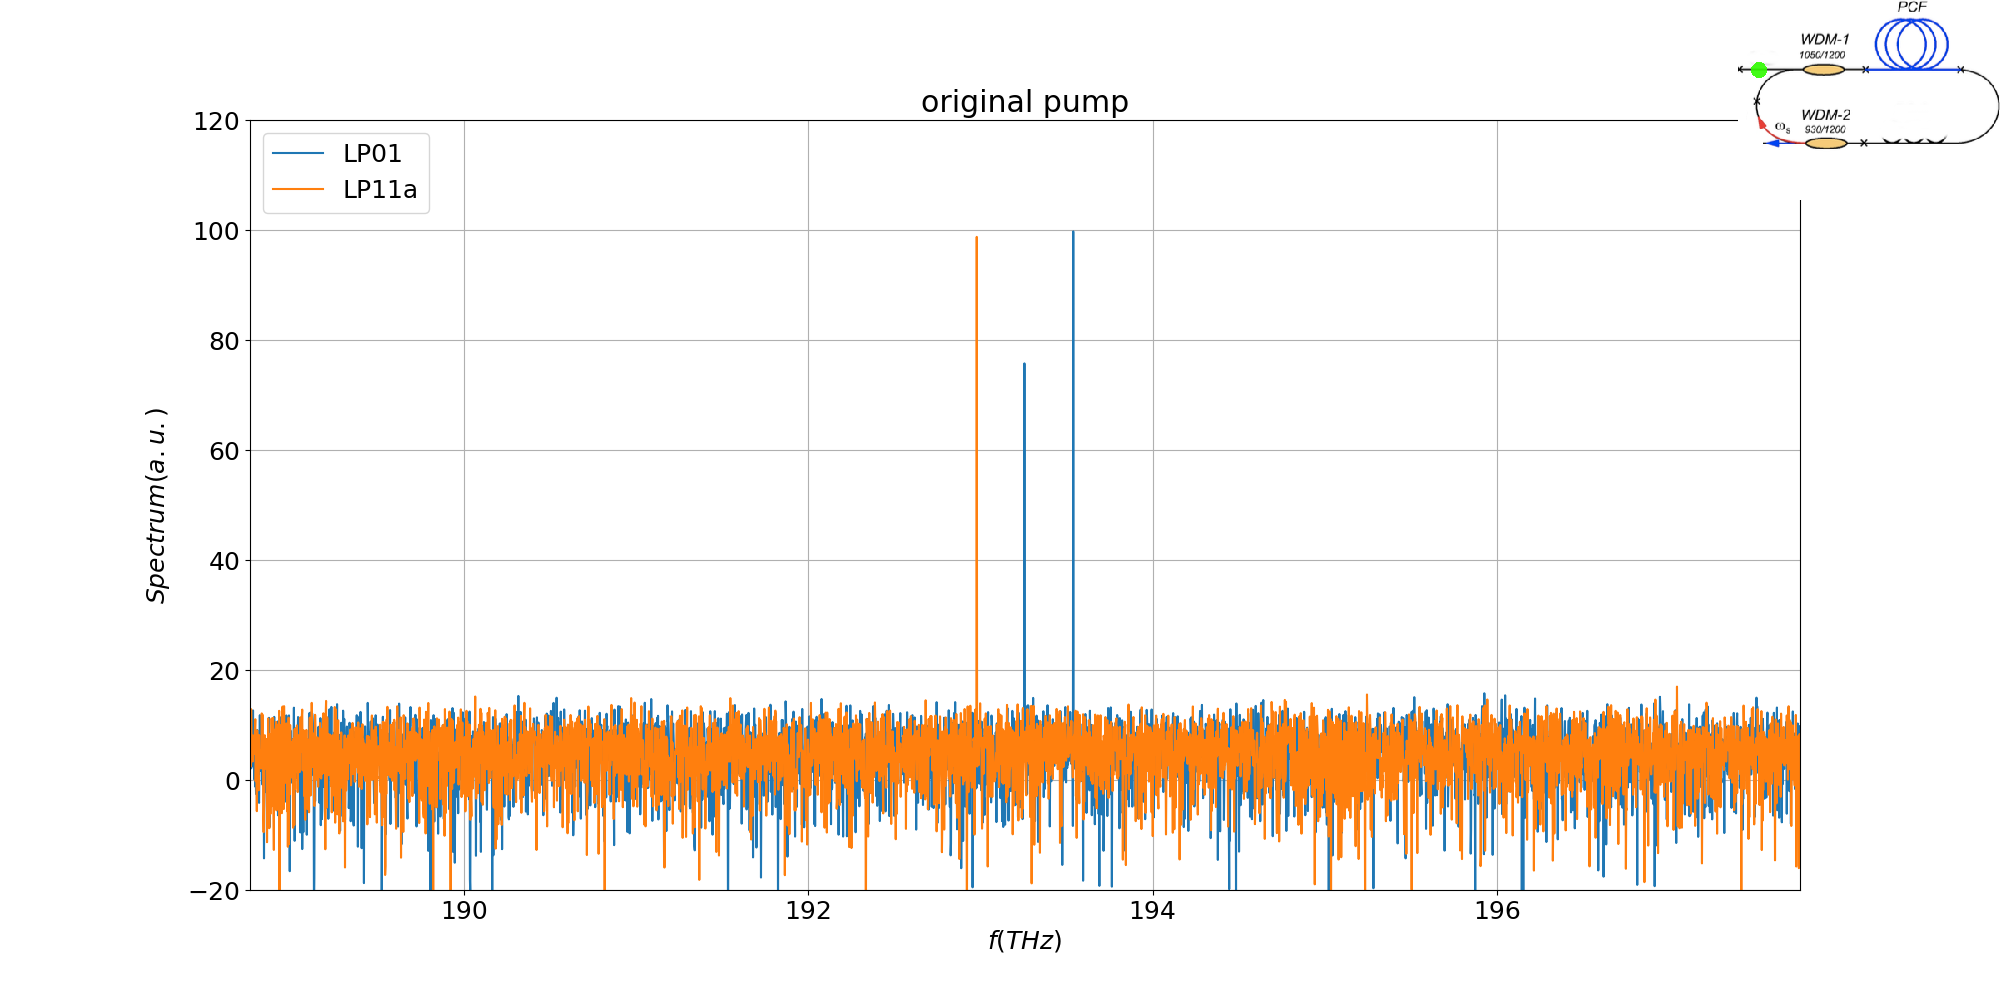 PCF
WDM-1
1050/1200
original pump
WDM-2
930/1200
ωs
120
100
80
60
40
20
0
−20
LP01
LP11a
Spectrum(a. u. )
190
192
194
196
f(THz)